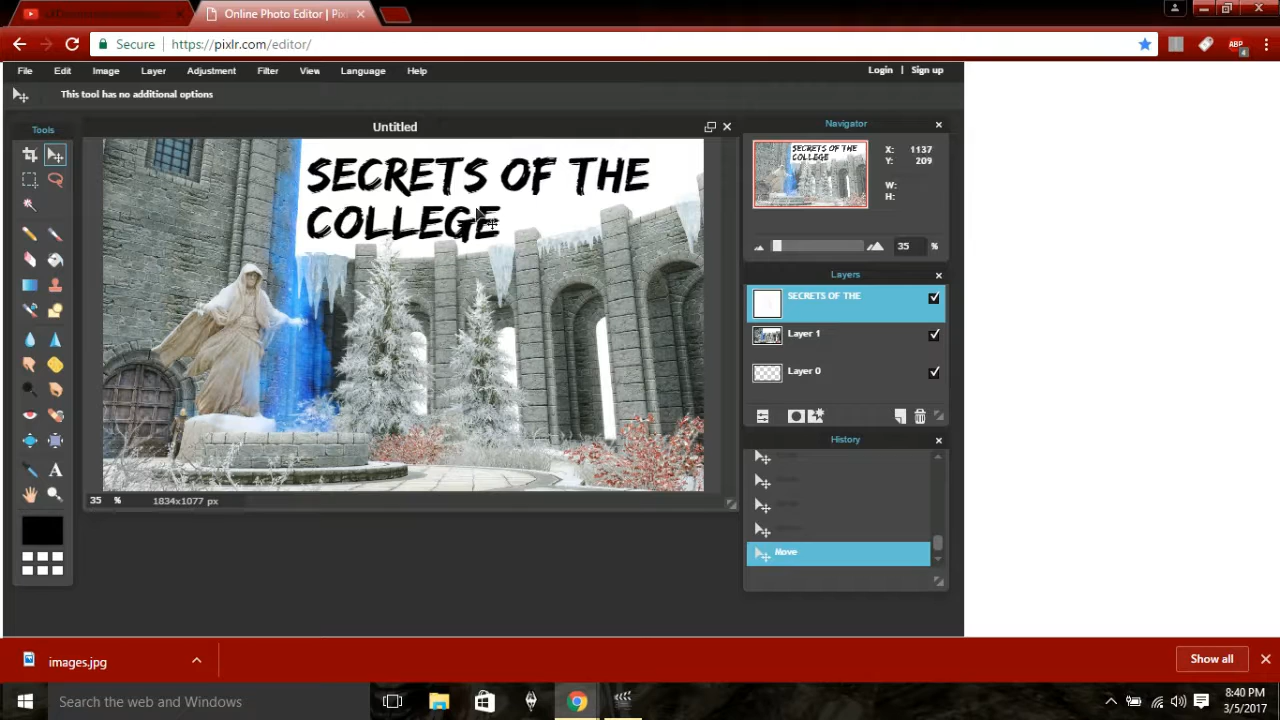 Online Photo Editor | Pixl
Secure
https://pixlr.com/editor/
ABP
4
File Edit Image Layer Adjustment Filter View Language Help
Login | Sign up
This tool has no additional options
Tools
Untitled
SECRETS OF THE
COLLEGE
35 % 1834x1077 px
Navigator
X: 1137
Y: 209
W:
H:
35 %
Layers
SECRETS OF THE
Layer 1
Layer 0
History
Move
images.jpg
Show all
Search the web and Windows
8:40 PM
3/5/2017